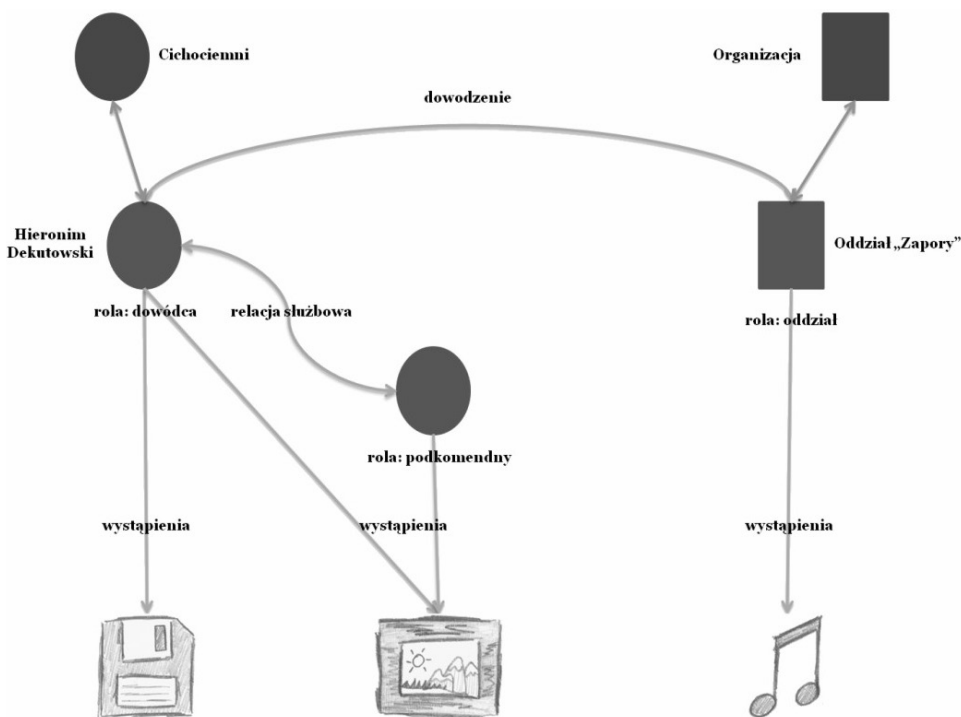 Cichociemni
Organizacja
dowodzenie
Hieronim
Dekutowski
Oddział „Zapory”
rola: dowódca
relacja służbowa
rola: oddział
rola: podkomendny
wystąpienia
wystąpienia
wystąpienia